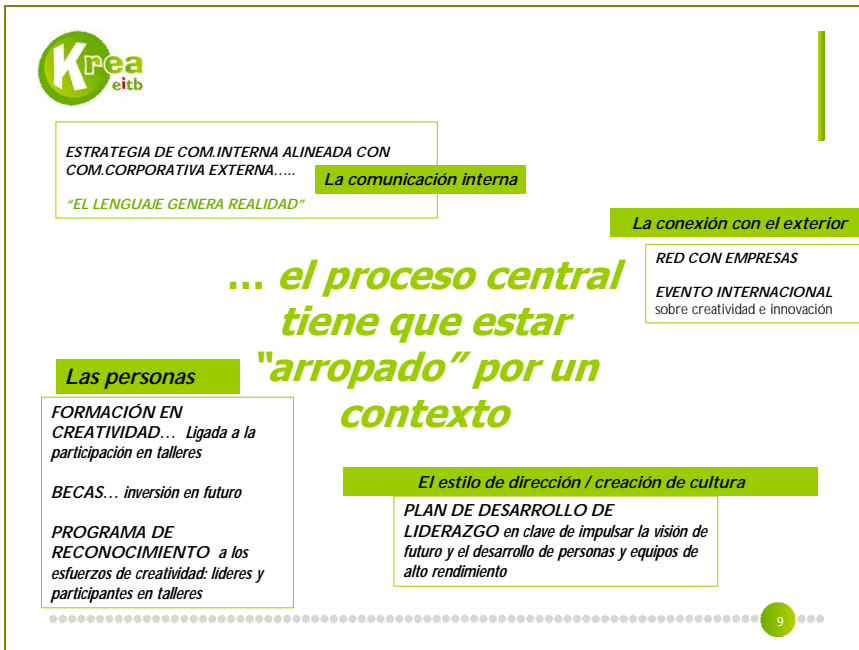 Krea
eitb
ESTRATEGIA DE COM.INTERNA ALINEADA CON
COM.CORPORATIVA EXTERNA…..
La comunicación interna
“EL LENGUAJE GENERA REALIDAD”
La conexión con el exterior
RED CON EMPRESAS
EVENTO INTERNACIONAL
sobre creatividad e innovación
… el proceso central
tiene que estar
“arropado” por un
contexto
Las personas
FORMACIÓN EN
CREATIVIDAD… Ligada a la
participación en talleres
BECAS… inversión en futuro
PROGRAMA DE
RECONOCIMIENTO a los
esfuerzos de creatividad: líderes y
participantes en talleres
El estilo de dirección / creación de cultura
PLAN DE DESARROLLO DE
LIDERAZGO en clave de impulsar la visión de
futuro y el desarrollo de personas y equipos de
alto rendimiento
9